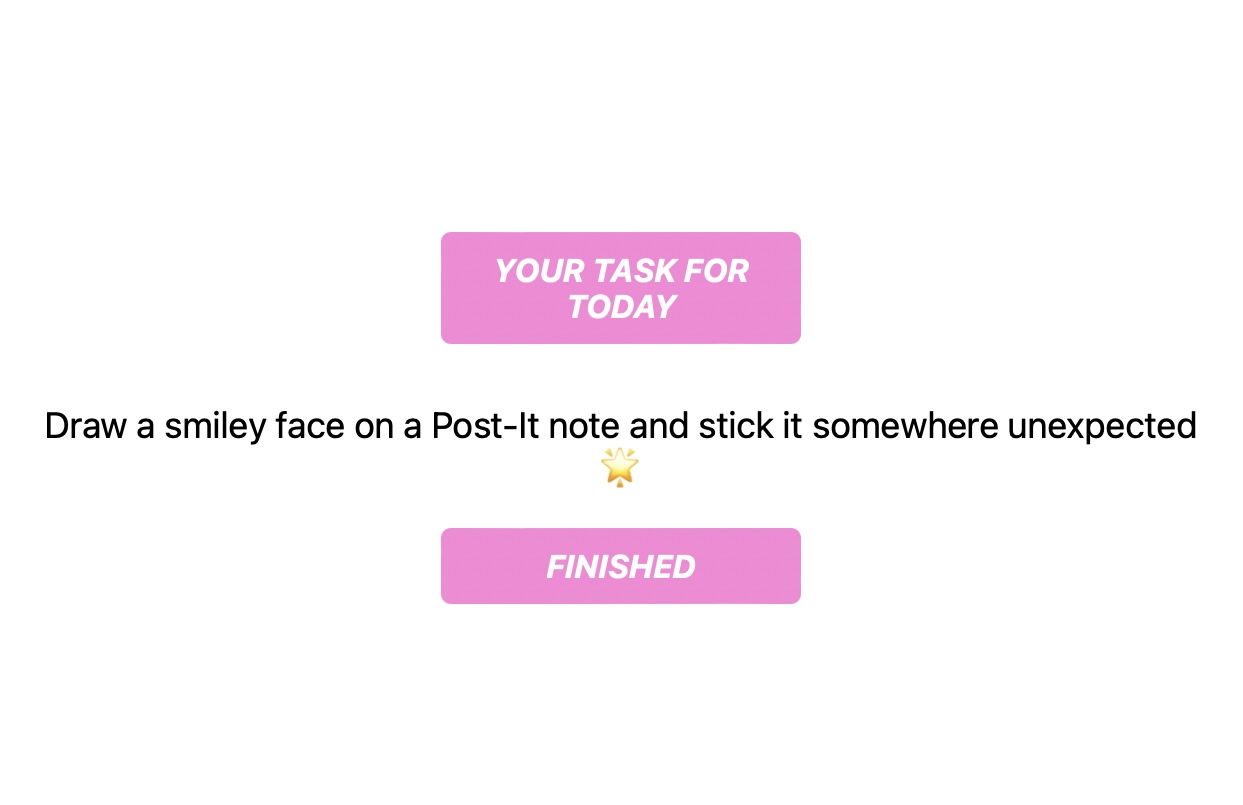 YOUR TASK FOR
TODAY
Draw a smiley face on a Post-It note and stick it somewhere unexpected
🌟
FINISHED